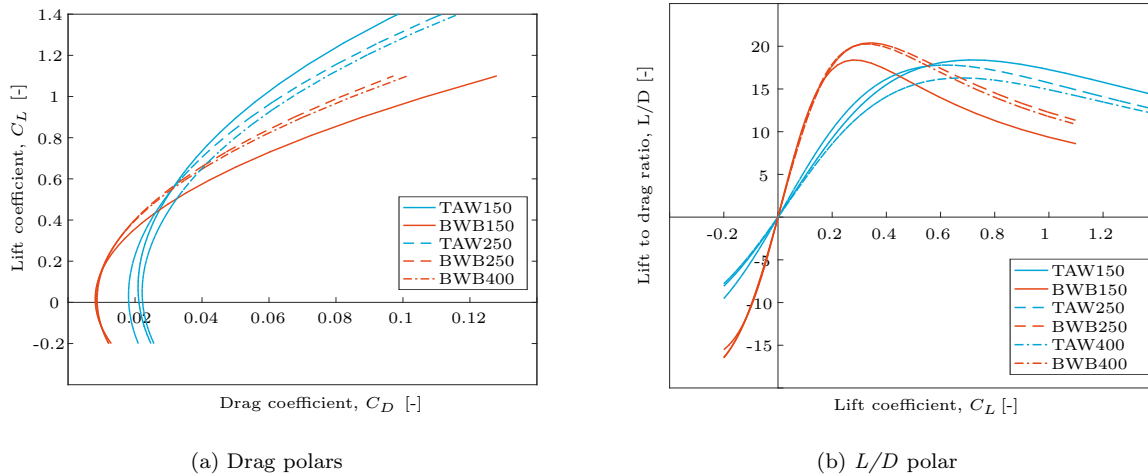 1.4
1.2
1
0.8
0.6
0.4
0.2
0
-0.2
0.02
0.04
0.06
0.08
0.1
0.12
Lift coefficient, C_L [-]
Drag coefficient, C_D [-]
TAW150
BWB150
TAW250
BWB250
BWB400
(a) Drag polars
20
15
10
5
-5
-10
-15
-0.2
0.2
0.4
0.6
0.8
1
1.2
Lift to drag ratio, L/D [-]
Lift coefficient, C_L [-]
TAW150
BWB150
TAW250
BWB250
TAW400
BWB400
(b) L/D polar